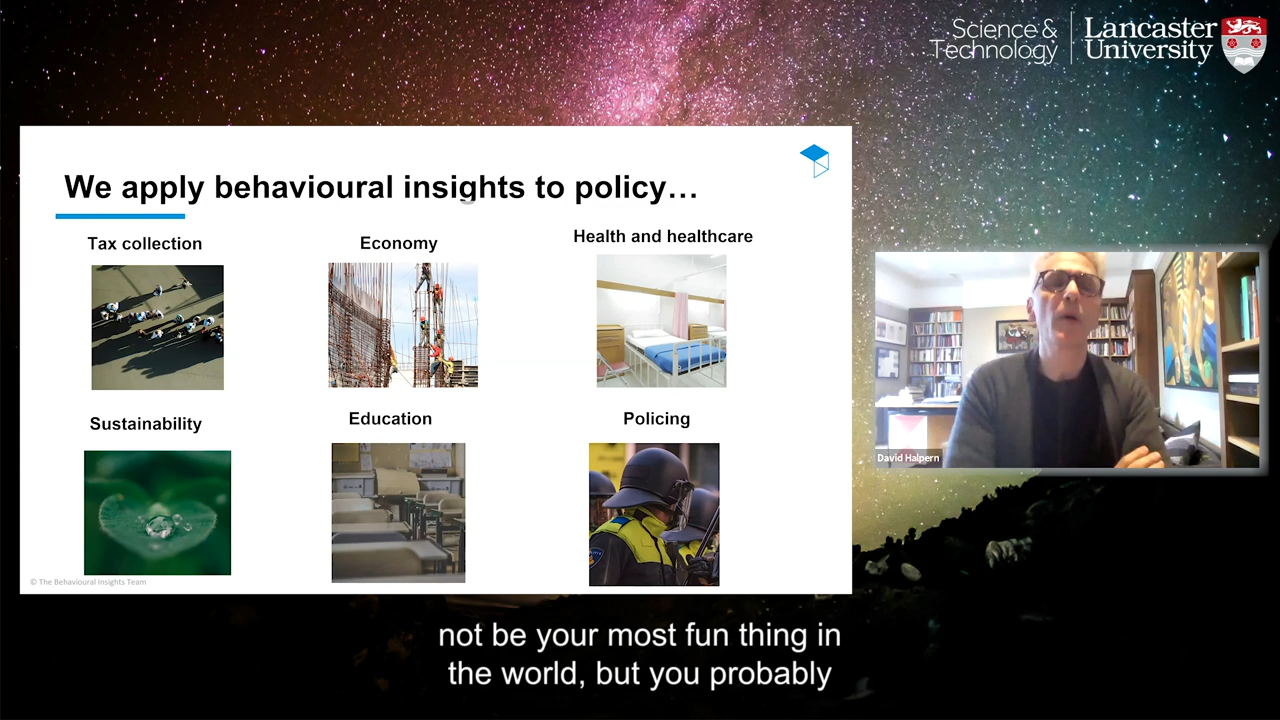 Science &
Technology
Lancaster
University
We apply behavioural insights to policy…
Tax collection
Economy
Health and healthcare
Sustainability
Education
Policing
© The Behavioural Insights Team
David Halpern
not be your most fun thing in
the world, but you probably